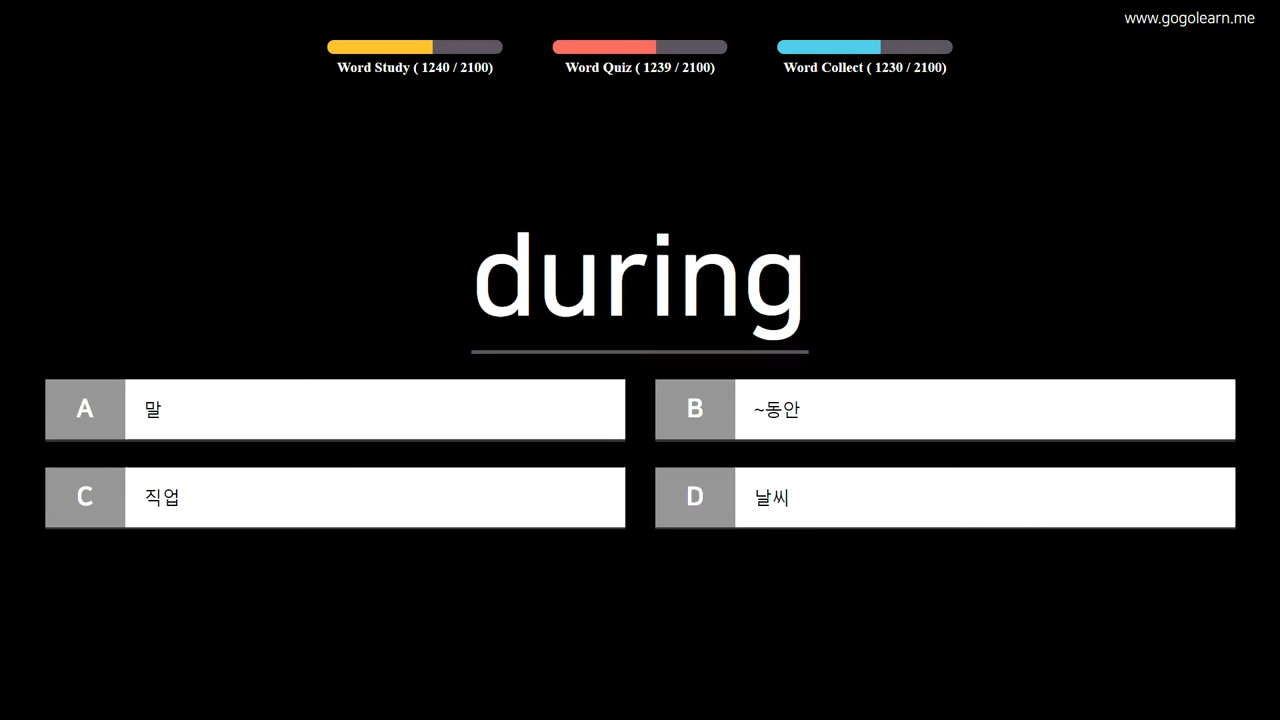 www.gogolearn.me
Word Study ( 1240 / 2100)
Word Quiz ( 1239 / 2100)
Word Collect ( 1230 / 2100)
during
A 말
B ~동안
C 직업
D 날씨